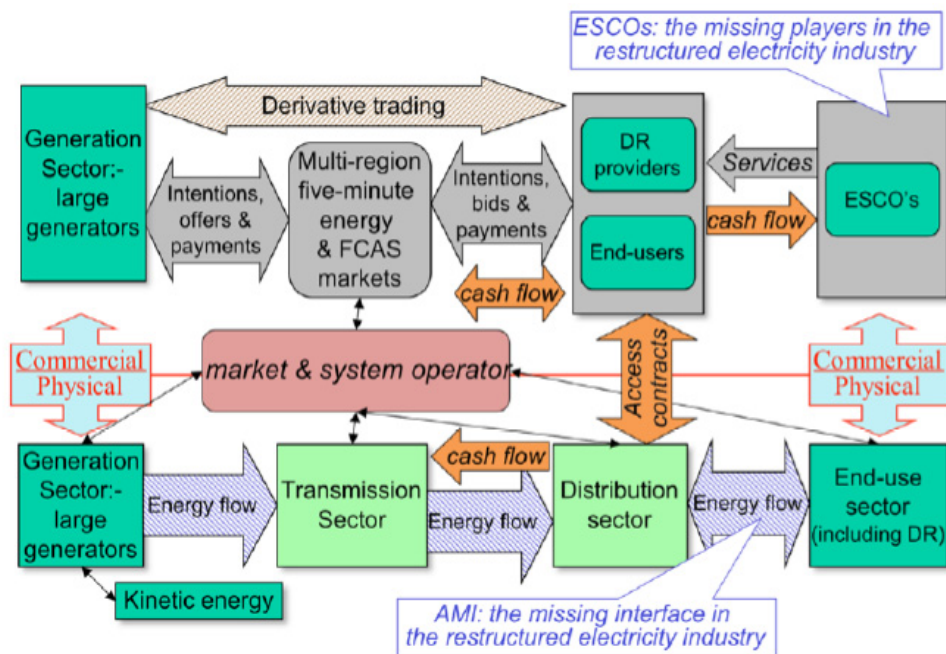 ESCOs: the missing players in the
restructured electricity industry
Derivative trading
Generation
Sector:-
large
generators
Intentions,
offers &
payments
Multi-region
five-minute
energy
& FCAS
markets
Intentions,
bids &
payments
cash flow
DR
providers
End-users
Services
cash flow
ESCO's
Commercial
Physical
market & system operator
Access
contracts
Commercial
Physical
Generation
Sector:-
large
generators
Energy flow
Transmission
Sector
cash flow
Energy flow
Distribution
sector
Energy flow
End-use
sector
(including DR)
Kinetic energy
AMI: the missing interface in
the restructured electricity industry